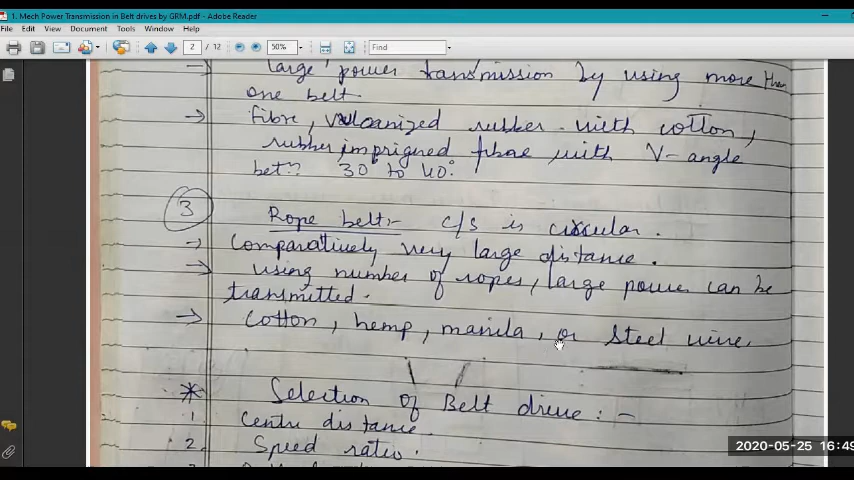 1. Mech Power Transmission in Belt drives by GRM.pdf - Adobe Reader
File Edit View Document Tools Window Help
2 / 12 50% Find
→ large power transmission by using more than
one belt.
→ Fibre, vulcanized rubber with cotton,
rubber imprigned fibre with V-angle
betn 30° to 40°.
③ Rope belt:- C/S is circular.
→ Comparatively very large distance.
→ using number of ropes, large power can be
transmitted.
→ Cotton, hemp, manila, or Steel wire.
* Selection of Belt drive : -
1. Centre distance.
2. Speed ratio.
2020-05-25 16:49